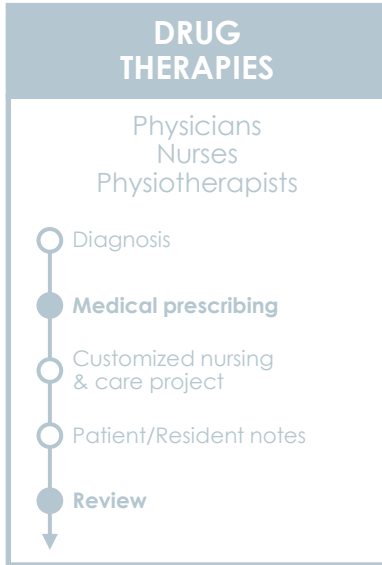 DRUG
THERAPIES
Physicians
Nurses
Physiotherapists
Diagnosis
Medical prescribing
Customized nursing
& care project
Patient/Resident notes
Review